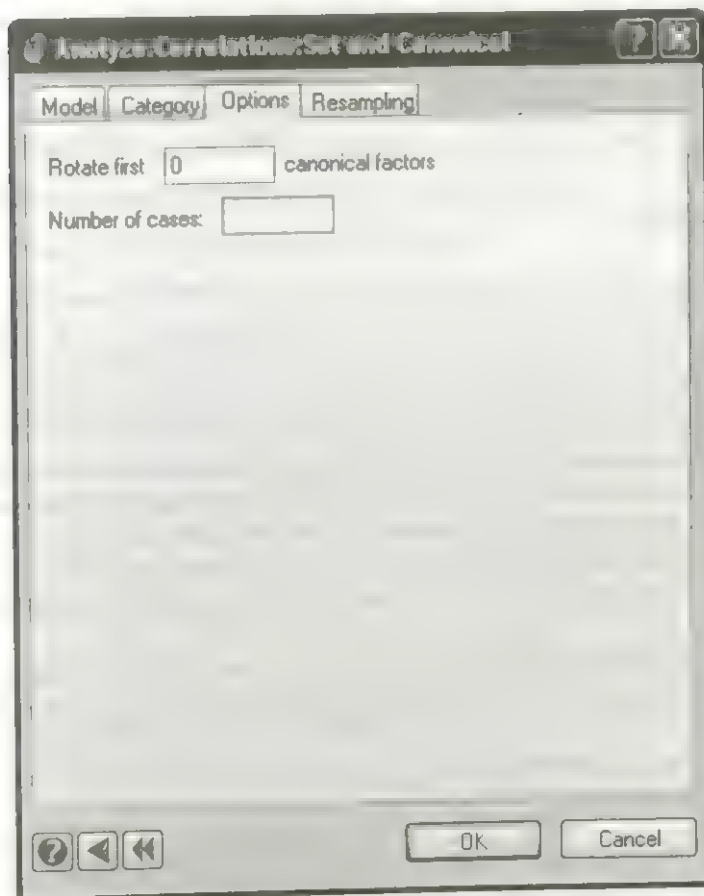 Analyze:Correlations:Set and Canonical
Model Category Options Resampling
Rotate first 0 canonical factors
Number of cases:
OK Cancel